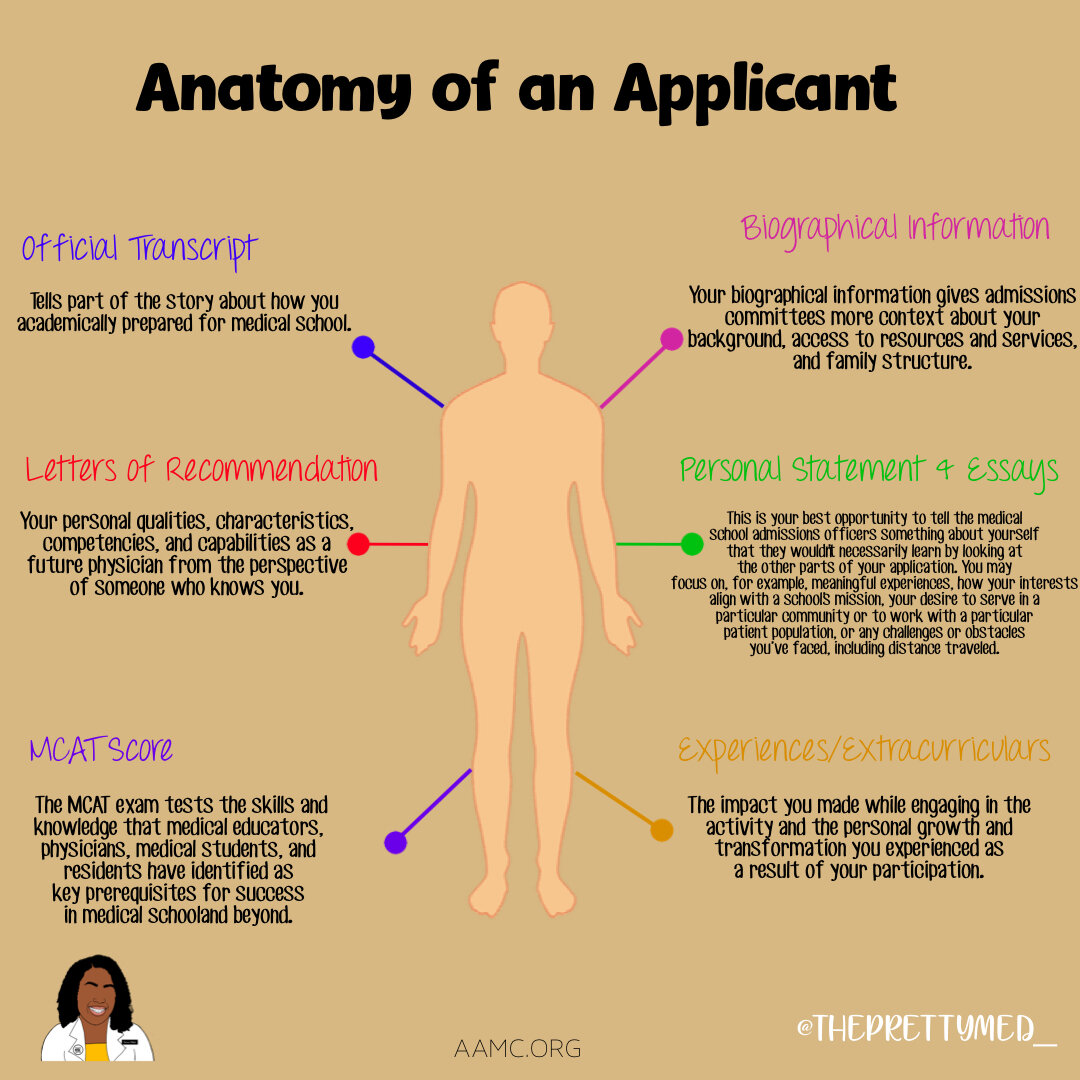 Anatomy of an Applicant
Official Transcript
Tells part of the story about how you
academically prepared for medical school.
Biographical Information
Your biographical information gives admissions
committees more context about your
background, access to resources and services,
and family structure.
Letters of Recommendation
Your personal qualities, characteristics,
competencies, and capabilities as a
future physician from the perspective
of someone who knows you.
Personal Statement & Essays
This is your best opportunity to tell the medical
school admissions officers something about yourself
that they wouldn't necessarily learn by looking at
the other parts of your application. You may
focus on, for example, meaningful experiences, how your interests
align with a school's mission, your desire to serve in a
particular community or to work with a particular
patient population, or any challenges or obstacles
you've faced, including distance traveled.
MCAT Score
The MCAT exam tests the skills and
knowledge that medical educators,
physicians, medical students, and
residents have identified as
key prerequisites for success
in medical schooland beyond.
Experiences/Extracurriculars
The impact you made while engaging in the
activity and the personal growth and
transformation you experienced as
a result of your participation.
AAMC.ORG
@THEPRETTYMED_